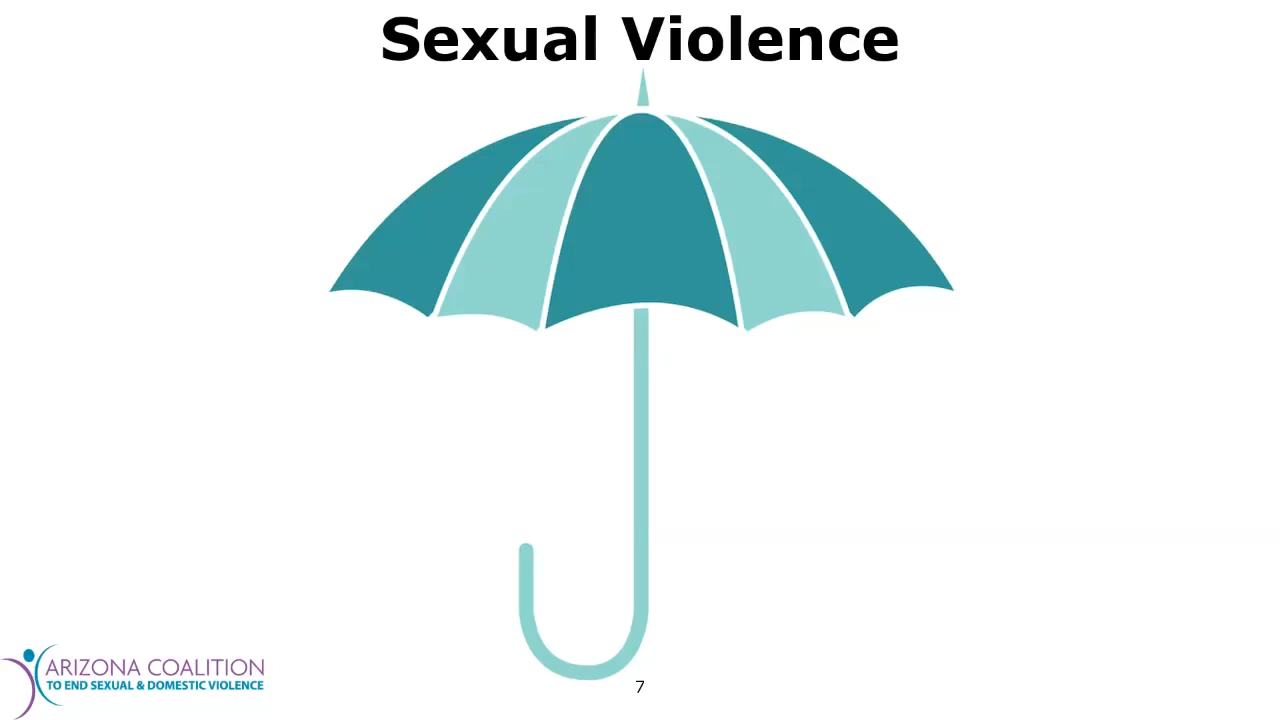 Sexual Violence
ARIZONA COALITION
TO END SEXUAL & DOMESTIC VIOLENCE
7